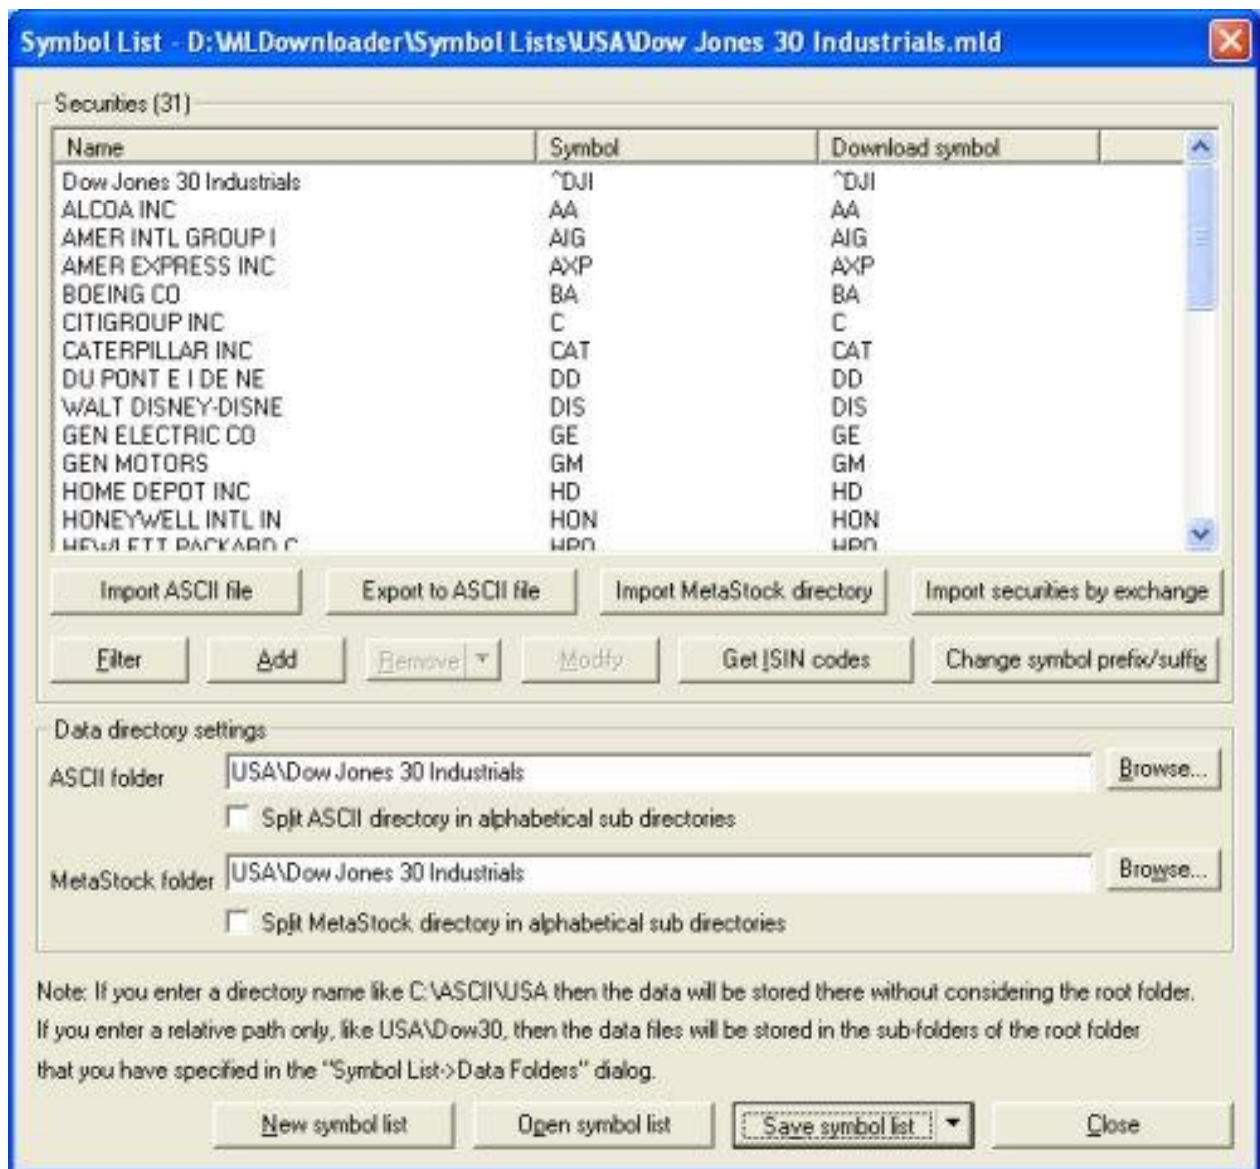 Symbol List - D:\MLDownloader\Symbol Lists\USA\Dow Jones 30 Industrials.mld
Securities (31)
Name Symbol Download symbol
Dow Jones 30 Industrials ^DJI ^DJI
ALCOA INC AA AA
AMER INTL GROUP I AIG AIG
AMER EXPRESS INC AXP AXP
BOEING CO BA BA
CITIGROUP INC C C
CATERPILLAR INC CAT CAT
DU PONT E I DE NE DD DD
WALT DISNEY-DISNE DIS DIS
GEN ELECTRIC CO GE GE
GEN MOTORS GM GM
HOME DEPOT INC HD HD
HONEYWELL INTL IN HON HON
HEWLETT PACKARD C HPQ HPQ
Import ASCII file Export to ASCII file Import MetaStock directory Import securities by exchange
Filter Add Remove Modify Get ISIN codes Change symbol prefix/suffix
Data directory settings
ASCII folder USA\Dow Jones 30 Industrials Browse...
Split ASCII directory in alphabetical sub directories
MetaStock folder USA\Dow Jones 30 Industrials Browse...
Split MetaStock directory in alphabetical sub directories
Note: If you enter a directory name like C:\ASCII\USA then the data will be stored there without considering the root folder.
If you enter a relative path only, like USA\Dow30, then the data files will be stored in the sub-folders of the root folder
that you have specified in the "Symbol List->Data Folders" dialog.
New symbol list Open symbol list Save symbol list Close